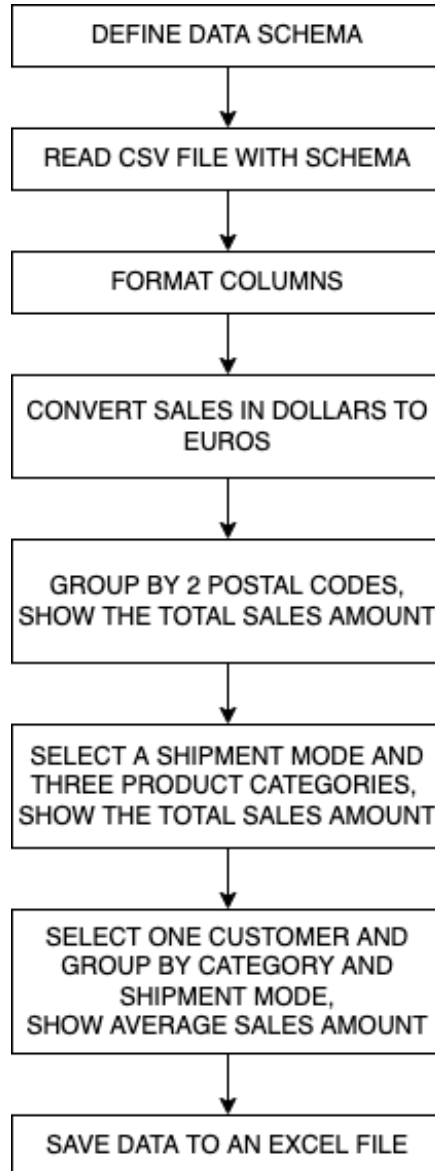 DEFINE DATA SCHEMA
READ CSV FILE WITH SCHEMA
FORMAT COLUMNS
CONVERT SALES IN DOLLARS TO
EUROS
GROUP BY 2 POSTAL CODES,
SHOW THE TOTAL SALES AMOUNT
SELECT A SHIPMENT MODE AND
THREE PRODUCT CATEGORIES,
SHOW THE TOTAL SALES AMOUNT
SELECT ONE CUSTOMER AND
GROUP BY CATEGORY AND
SHIPMENT MODE,
SHOW AVERAGE SALES AMOUNT
SAVE DATA TO AN EXCEL FILE